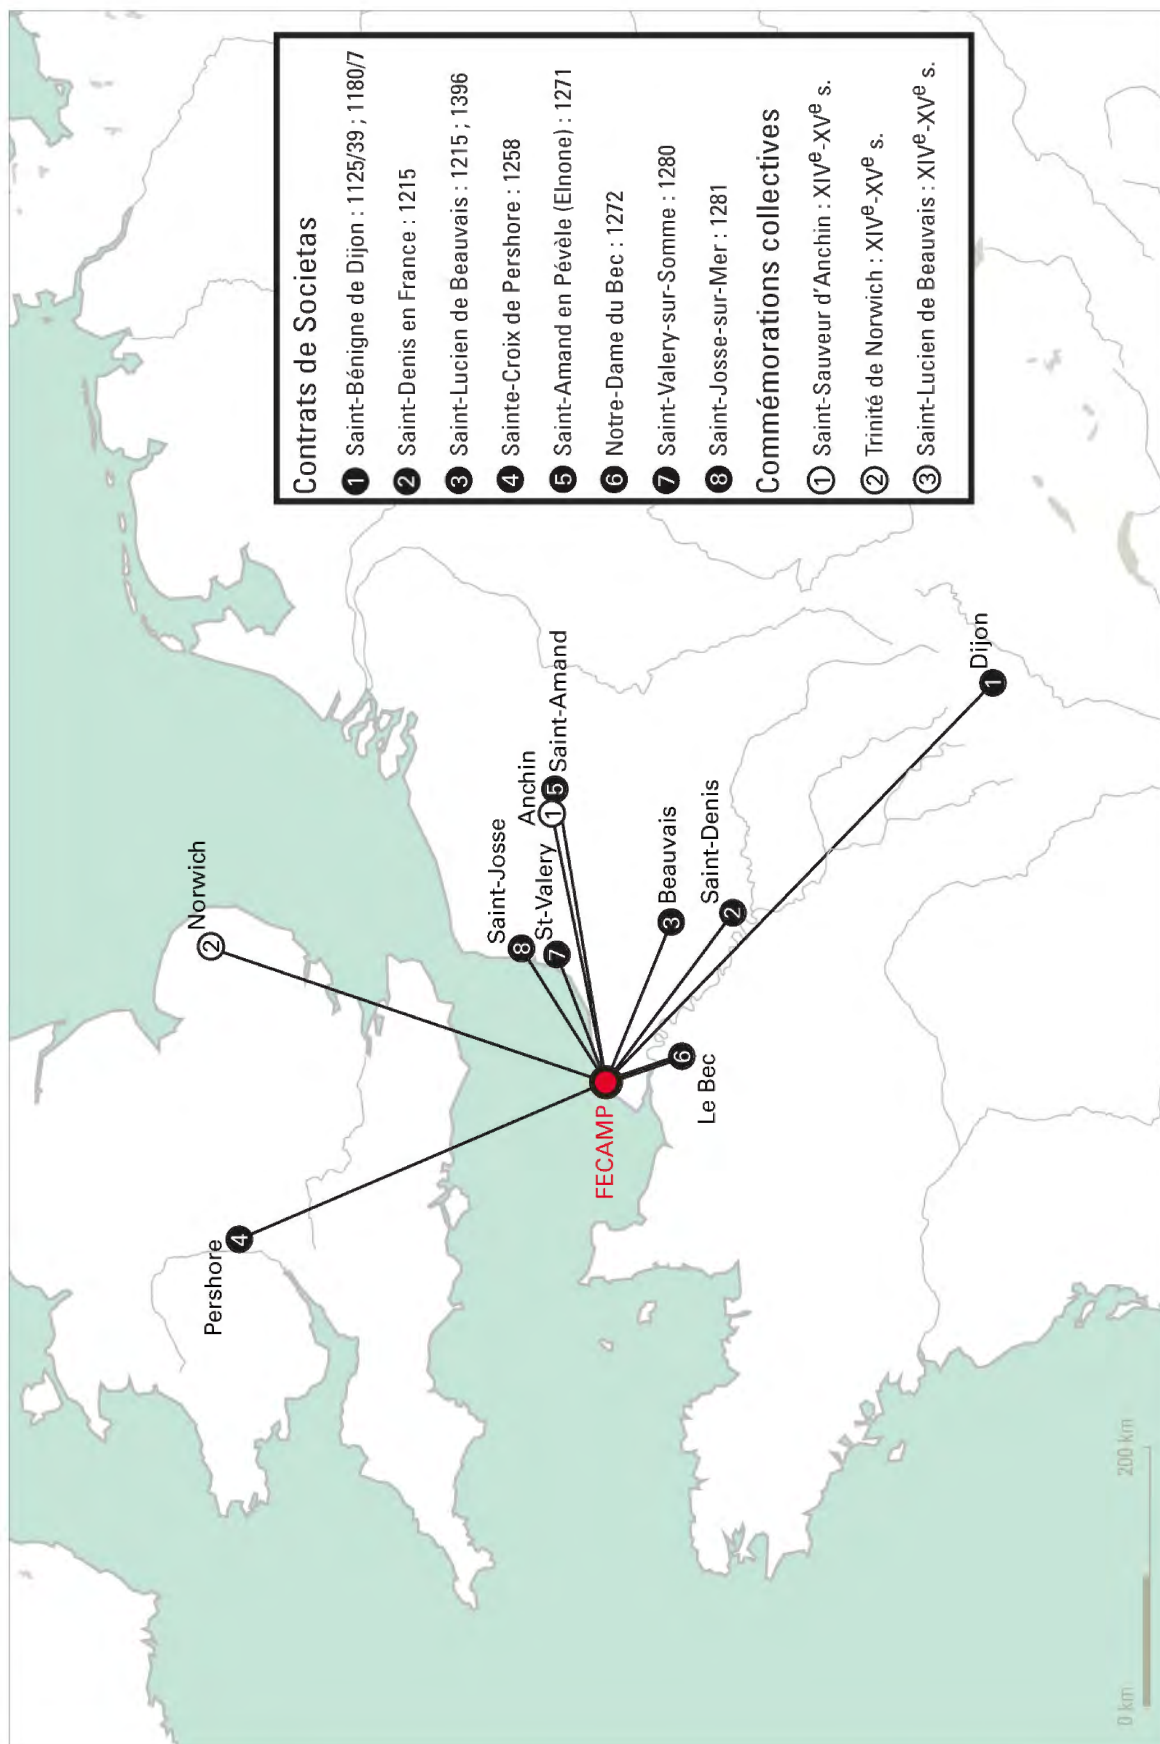 Contrats de Societas
1 Saint-Bénigne de Dijon : 1125/39 ; 1180/7
2 Saint-Denis en France : 1215
3 Saint-Lucien de Beauvais : 1215 ; 1396
4 Sainte-Croix de Pershore : 1258
5 Saint-Amand en Pévèle (Elnone) : 1271
6 Notre-Dame du Bec : 1272
7 Saint-Valery-sur-Somme : 1280
8 Saint-Josse-sur-Mer : 1281
Commémorations collectives
1 Saint-Sauveur d'Anchin : XIVe-XVe s.
2 Trinité de Norwich : XIVe-XVe s.
3 Saint-Lucien de Beauvais : XIVe-XVe s.
Pershore
4
Norwich
2
Saint-Josse
8
St-Valery
7
Anchin
1
5
Saint-Amand
FECAMP
Beauvais
3
Saint-Denis
2
Le Bec
6
Dijon
1
0 km
200 km